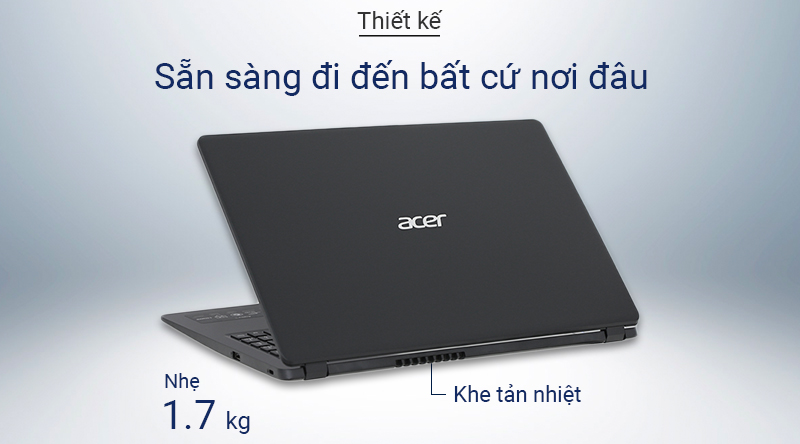 Thiết kế
Sẵn sàng đi đến bất cứ nơi đâu
acer
Nhẹ
1.7 kg
Khe tản nhiệt